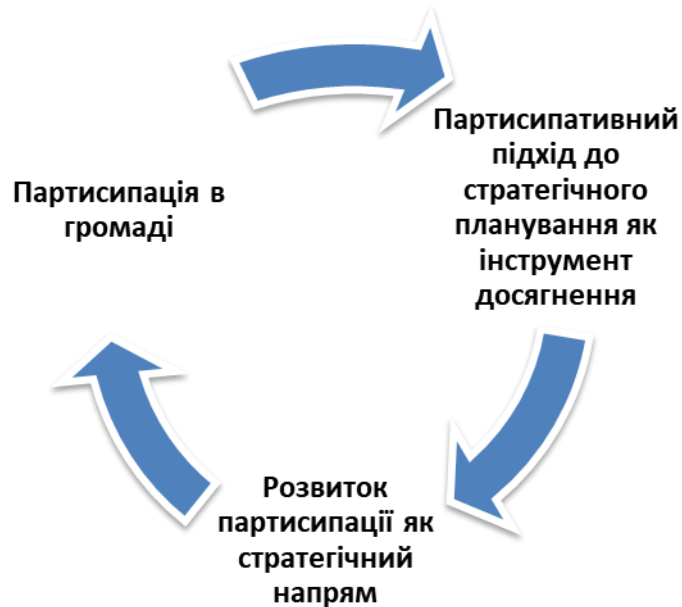 Партисипація в
громаді
Партисипативний
підхід до
стратегічного
планування як
інструмент
досягнення
Розвиток
партисипації як
стратегічний
напрям